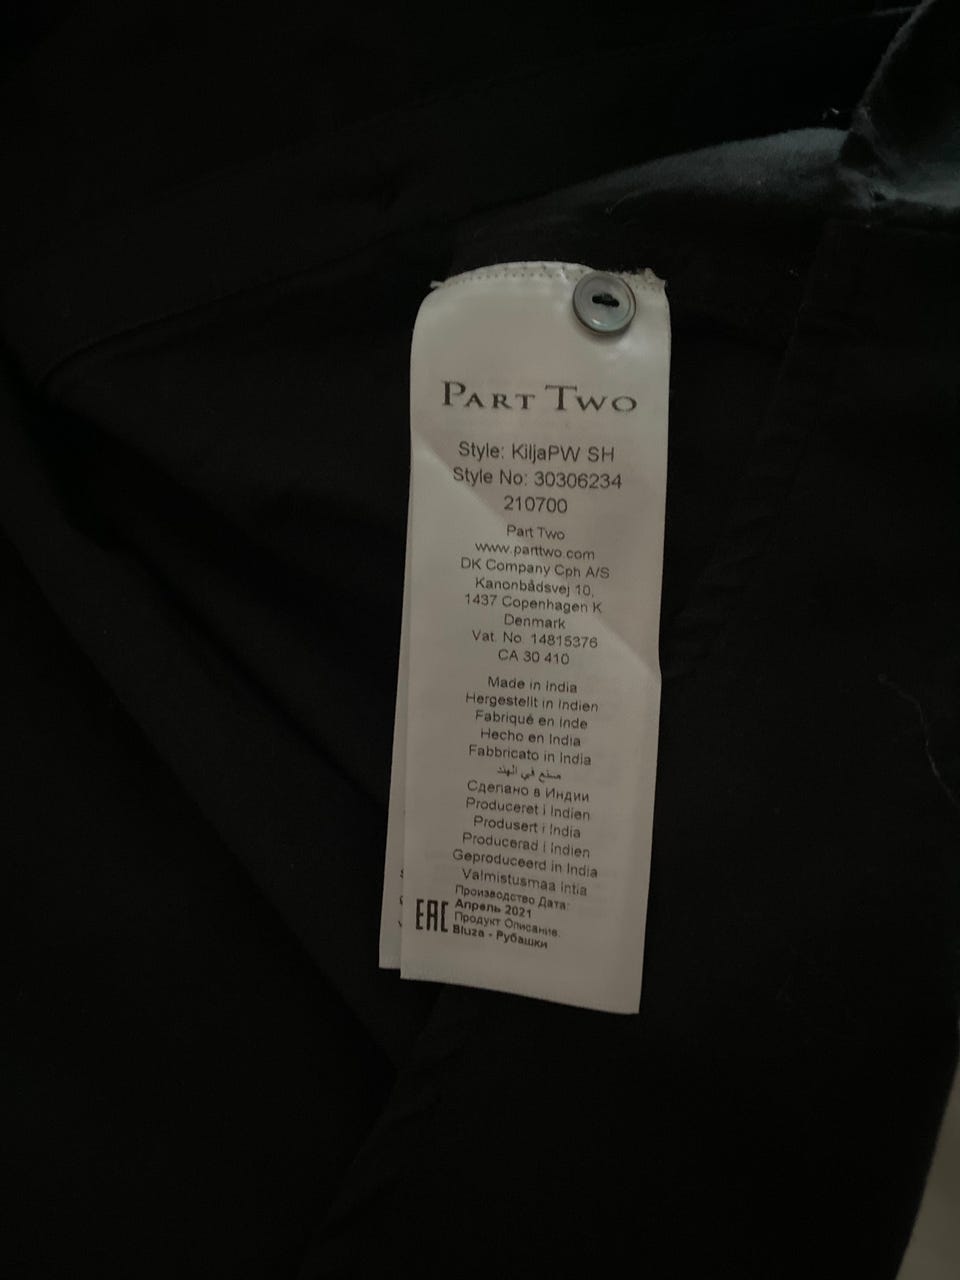 PART TWO
Style: KiljaPW SH
Style No: 30306234
210700
Part Two
www.parttwo.com
DK Company Cph A/S
Kanonbådsvej 10,
1437 Copenhagen K
Denmark
Vat. No. 14815376
CA 30 410
Made in India
Hergestellt in Indien
Fabriqué en Inde
Hecho en India
Fabbricato in India
صنع في الهند
Сделано в Индии
Produceret i Indien
Produsert i India
Producerad i Indien
Geproduceerd in India
Valmistusmaa Intia
Производство Дата:
Апрель 2021
Продукт Описание:
Bluza - Рубашки
EAC